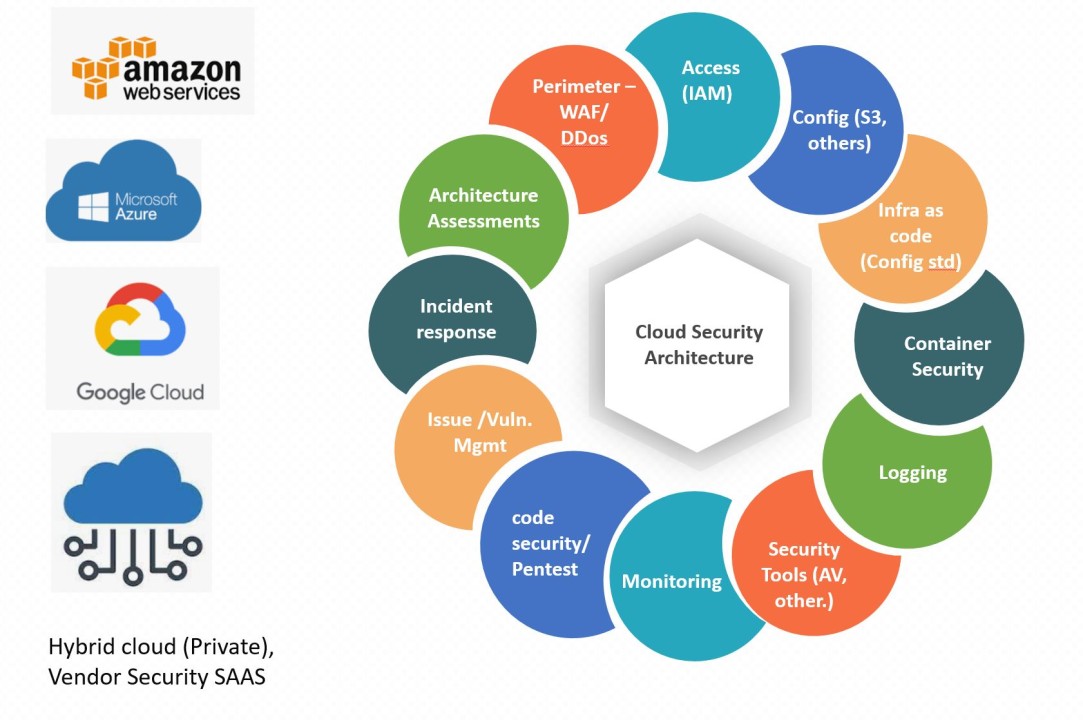 amazon
webservices
Microsoft
Azure
Google Cloud
Hybrid cloud (Private),
Vendor Security SAAS
Access
(IAM)
Config (S3,
others)
Infra as
code
(Config std)
Container
Security
Logging
Security
Tools (AV,
other.)
Monitoring
code
security/
Pentest
Issue /Vuln.
Mgmt
Incident
response
Architecture
Assessments
Perimeter –
WAF/
DDos
Cloud Security
Architecture